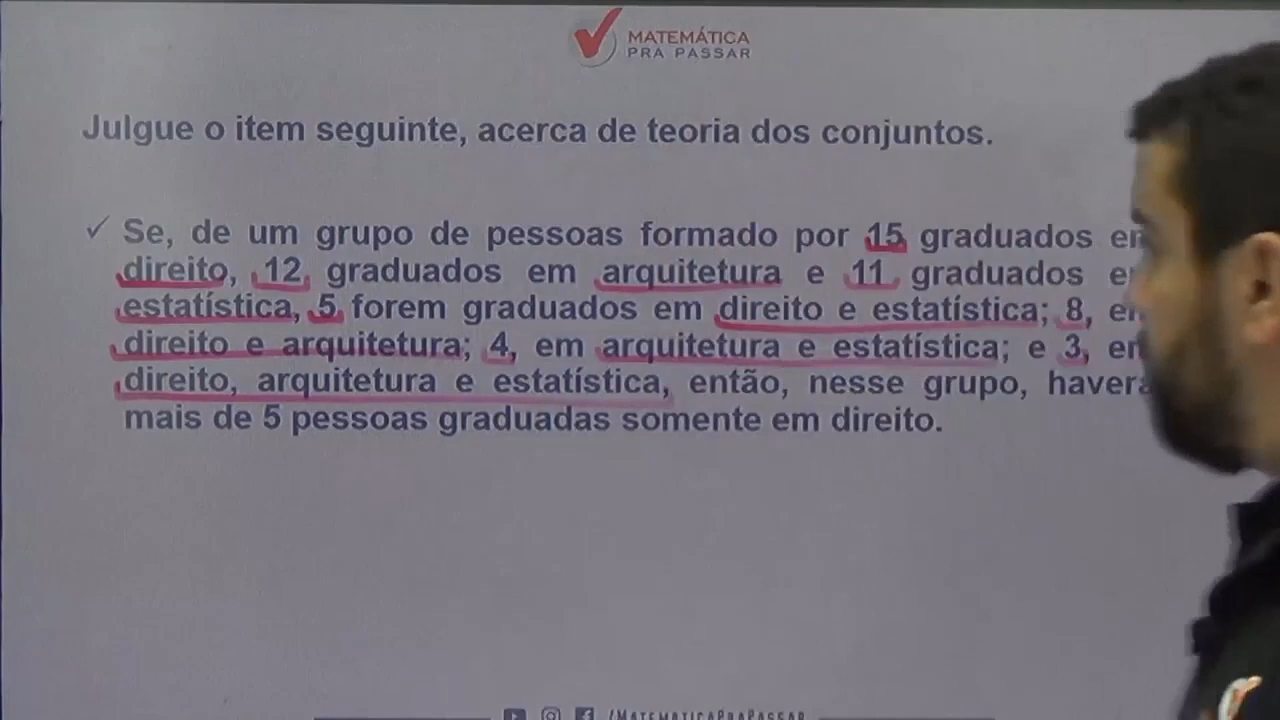 MATEMÁTICA
PRA PASSAR
Julgue o item seguinte, acerca de teoria dos conjuntos.
✓ Se, de um grupo de pessoas formado por 15 graduados
direito, 12 graduados em arquitetura e 11 graduados
estatística, 5 forem graduados em direito e estatística; 8,
direito e arquitetura; 4, em arquitetura e estatística; e 3,
direito, arquitetura e estatística, então, nesse grupo, haverá
mais de 5 pessoas graduadas somente em direito.
/MATEMATICAPRAPASSAR